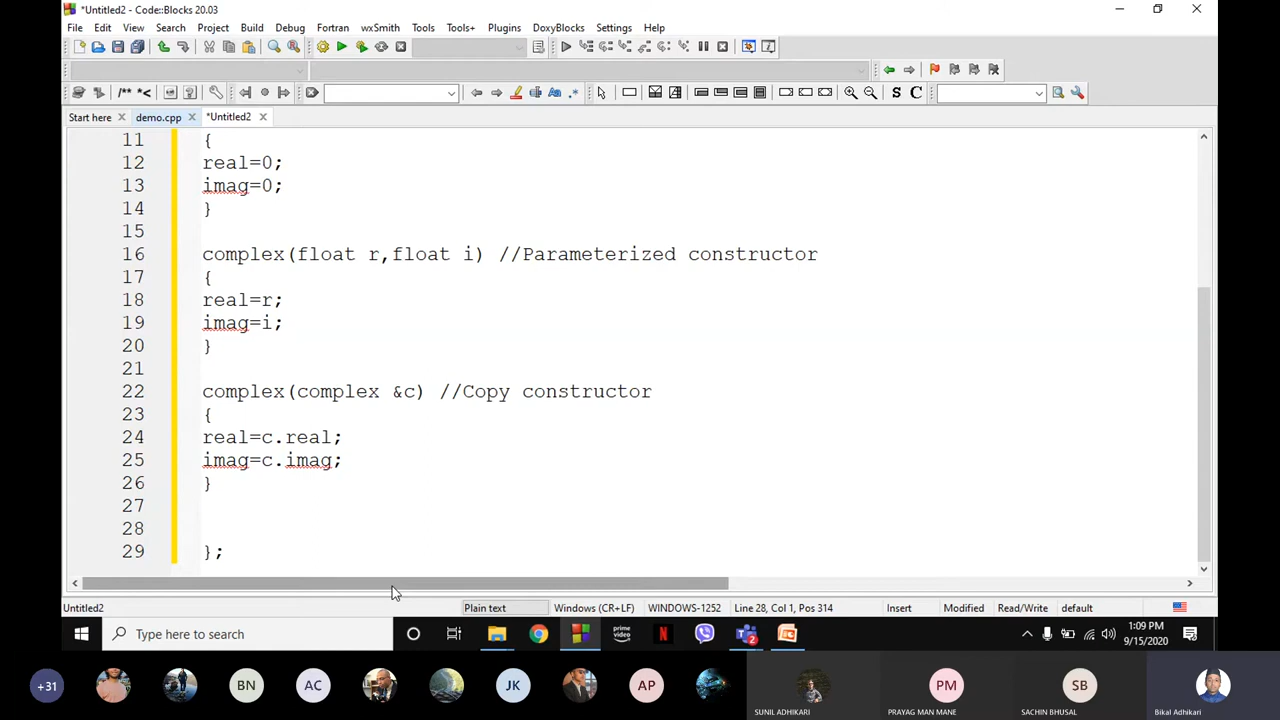 *Untitled2 - Code::Blocks 20.03
File Edit View Search Project Build Debug Fortran wxSmith Tools Tools+ Plugins DoxyBlocks Settings Help
/** *< Aa .* S C
Start here demo.cpp *Untitled2
11 {
12 real=0;
13 imag=0;
14 }
15
16 complex(float r,float i) //Parameterized constructor
17 {
18 real=r;
19 imag=i;
20 }
21
22 complex(complex &c) //Copy constructor
23 {
24 real=c.real;
25 imag=c.imag;
26 }
27
28
29 };
Untitled2 Plain text Windows (CR+LF) WINDOWS-1252 Line 28, Col 1, Pos 314 Insert Modified Read/Write default
Type here to search prime video N 2 1:09 PM
9/15/2020
+31 BN AC JK AP PM SB
SUNIL ADHIKARI PRAYAG MAN MANE SACHIN BHUSAL Bikal Adhikari